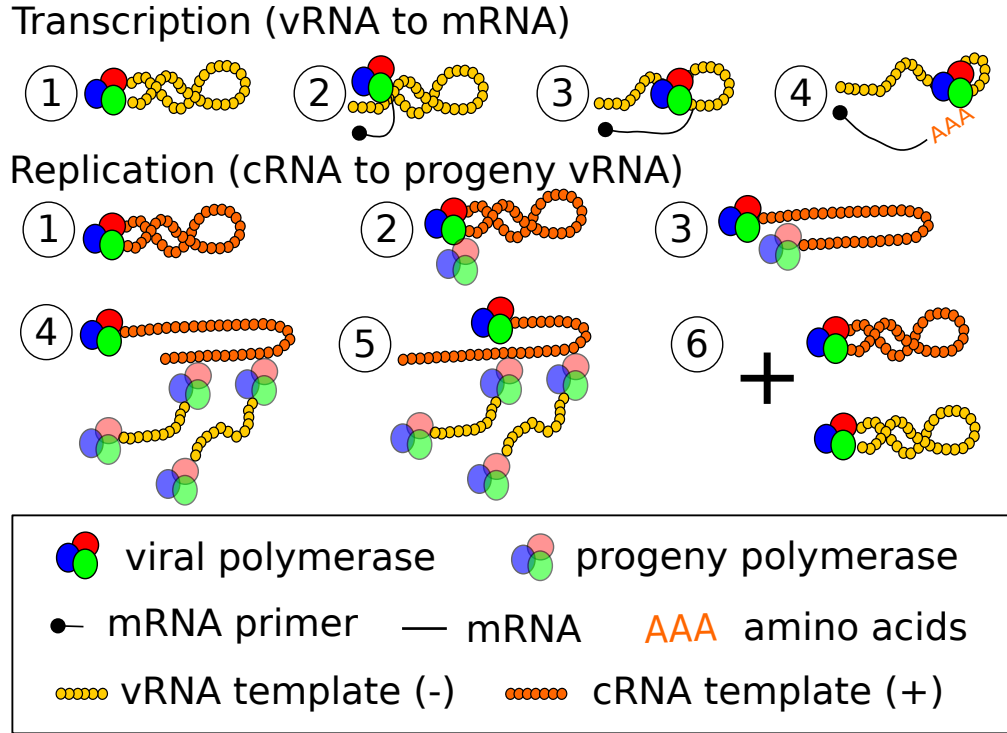 Transcription (vRNA to mRNA)
1 2 3 4
AAA
Replication (cRNA to progeny vRNA)
1 2 3
4 5 6
+
viral polymerase progeny polymerase
mRNA primer mRNA AAA amino acids
vRNA template (-) cRNA template (+)